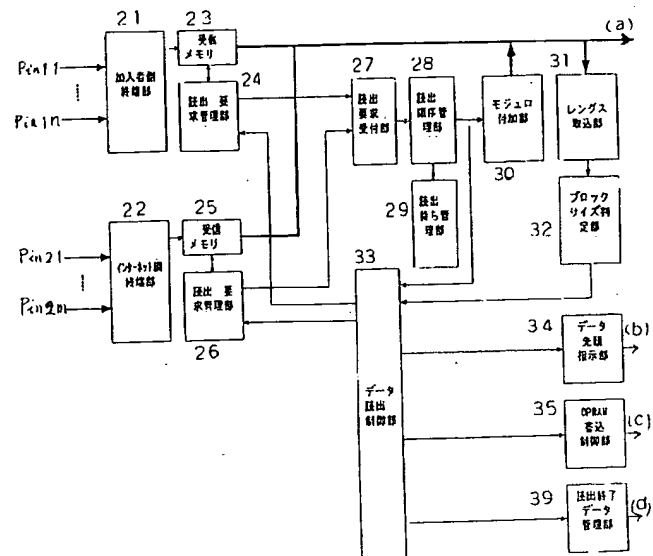 21
23
(a)
受信
メモリ
Pin11
加入者側
終端部
24
27
28
31
読出 要
求管理部
読出
要求
受付部
読出
順序管
理部
モジュロ
付加部
レングス
取込部
Pin1n
30
22
25
29
読出
待ち管
理部
32
ブロック
サイズ判
定部
受信
メモリ
33
Pin21
インターネット側
終端部
読出 要
求管理部
Pin2m
26
34
データ
先頭
指示部
(b)
データ
読出
制御部
35
DPRAM
書込
制御部
(c)
39
読出終了
データ
管理部
(d)